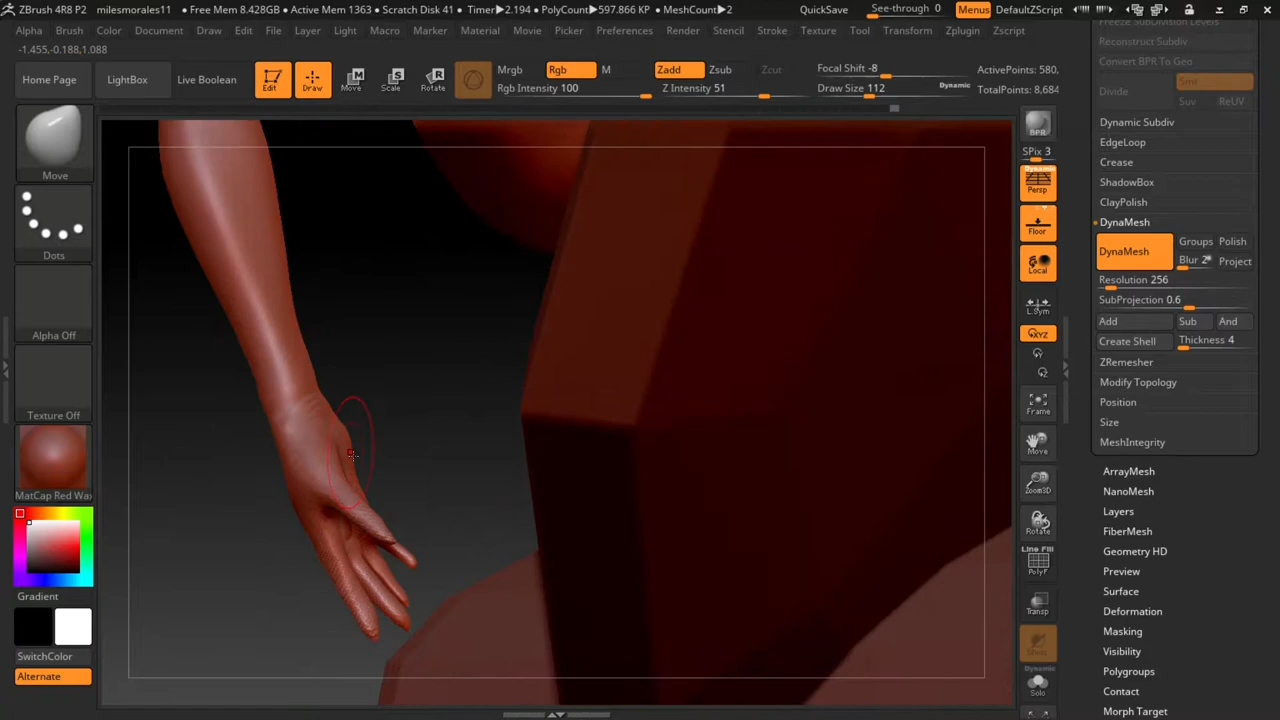 ZBrush 4R8 P2 milesmorales11 ● Free Mem 8.428GB ● Active Mem 1363 ● Scratch Disk 41 ● Timer▶2.194 ● PolyCount▶597.866 KP ● MeshCount▶2 QuickSave See-through 0 Menus DefaultZScript
Alpha Brush Color Document Draw Edit File Layer Light Macro Marker Material Movie Picker Preferences Render Stencil Stroke Texture Tool Transform Zplugin Zscript
-1.455,-0.188,1.088
Home Page LightBox Live Boolean Edit Draw Move Scale Rotate
Mrgb Rgb M Zadd Zsub Zcut Focal Shift -8 ActivePoints: 580,
Rgb Intensity 100 Z Intensity 51 Draw Size 112 Dynamic TotalPoints: 8,684
Move
Dots
Alpha Off
Texture Off
MatCap Red Wax
Gradient
SwitchColor
Alternate
BPR
SPix 3
Dynamic
Persp
Floor
Local
L.Sym
XYZ
Frame
Move
Zoom3D
Rotate
Line Fill
PolyF
Transp
Dynamic
Solo
Freeze SubDivision Levels
Reconstruct Subdiv
Convert BPR To Geo
Divide Smt
Suv ReUV
Dynamic Subdiv
EdgeLoop
Crease
ShadowBox
ClayPolish
DynaMesh
DynaMesh Groups Polish
Blur 2 Project
Resolution 256
SubProjection 0.6
Add Sub And
Create Shell Thickness 4
ZRemesher
Modify Topology
Position
Size
MeshIntegrity
ArrayMesh
NanoMesh
Layers
FiberMesh
Geometry HD
Preview
Surface
Deformation
Masking
Visibility
Polygroups
Contact
Morph Target